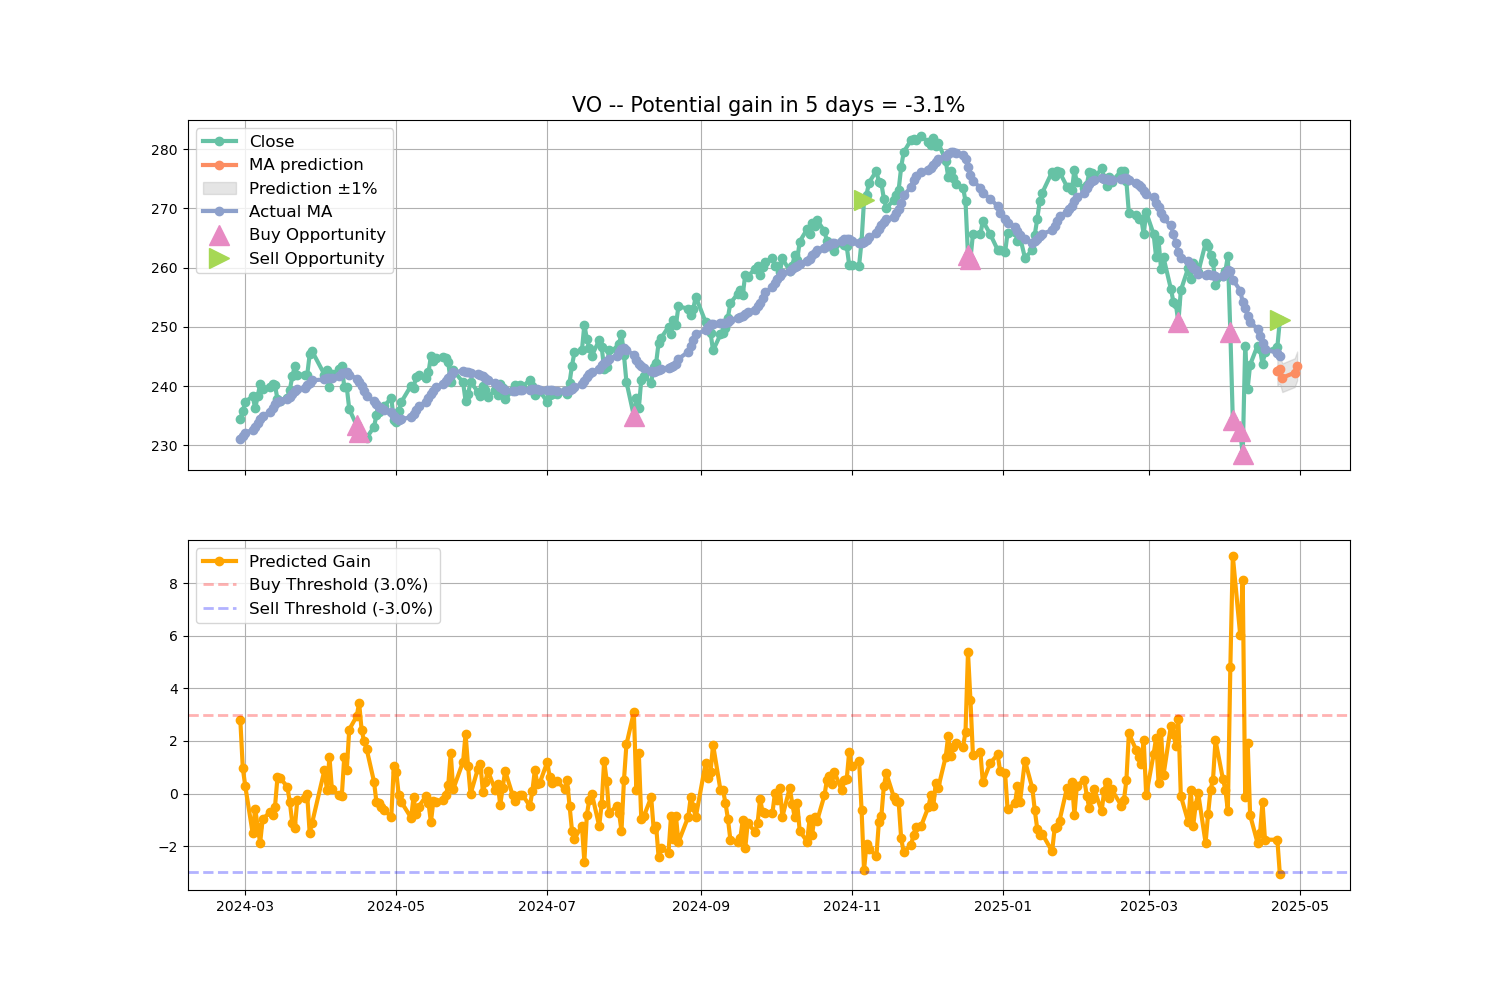 VO -- Potential gain in 5 days = -3.1%
Close
MA prediction
Prediction ±1%
Actual MA
Buy Opportunity
Sell Opportunity
280
270
260
250
240
230
Predicted Gain
Buy Threshold (3.0%)
Sell Threshold (-3.0%)
8
6
4
2
0
−2
2024-03 2024-05 2024-07 2024-09 2024-11 2025-01 2025-03 2025-05